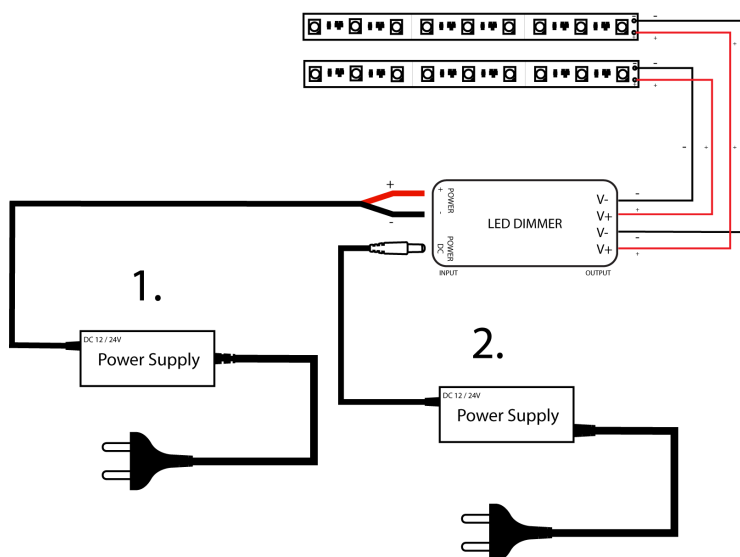 - -
+ +
- -
+ +
- + - +
+
-
+ POWER
- 
POWER
DC
LED DIMMER
V- -
V+ +
V- -
V+ +
INPUT
OUTPUT
1.
DC 12 / 24V
Power Supply
2.
DC 12 / 24V
Power Supply